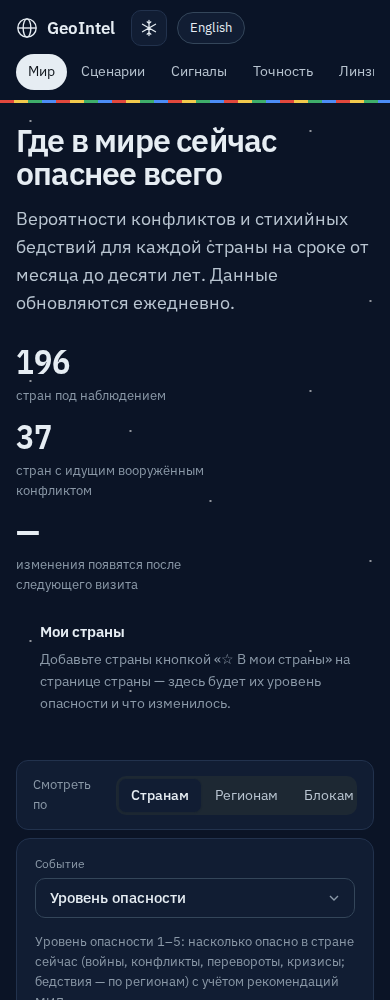 GeoIntel
English
Мир Сценарии Сигналы Точность Линзы
Где в мире сейчас
опаснее всего
Вероятности конфликтов и стихийных
бедствий для каждой страны на сроке от
месяца до десяти лет. Данные
обновляются ежедневно.
196
стран под наблюдением
37
стран с идущим вооружённым
конфликтом
—
изменения появятся после
следующего визита
Мои страны
Добавьте страны кнопкой «☆ В мои страны» на
странице страны — здесь будет их уровень
опасности и что изменилось.
Смотреть
по
Странам Регионам Блокам
Событие
Уровень опасности
Уровень опасности 1–5: насколько опасно в стране
сейчас (войны, конфликты, перевороты, кризисы;
бедствия — по регионам) с учётом рекомендаций